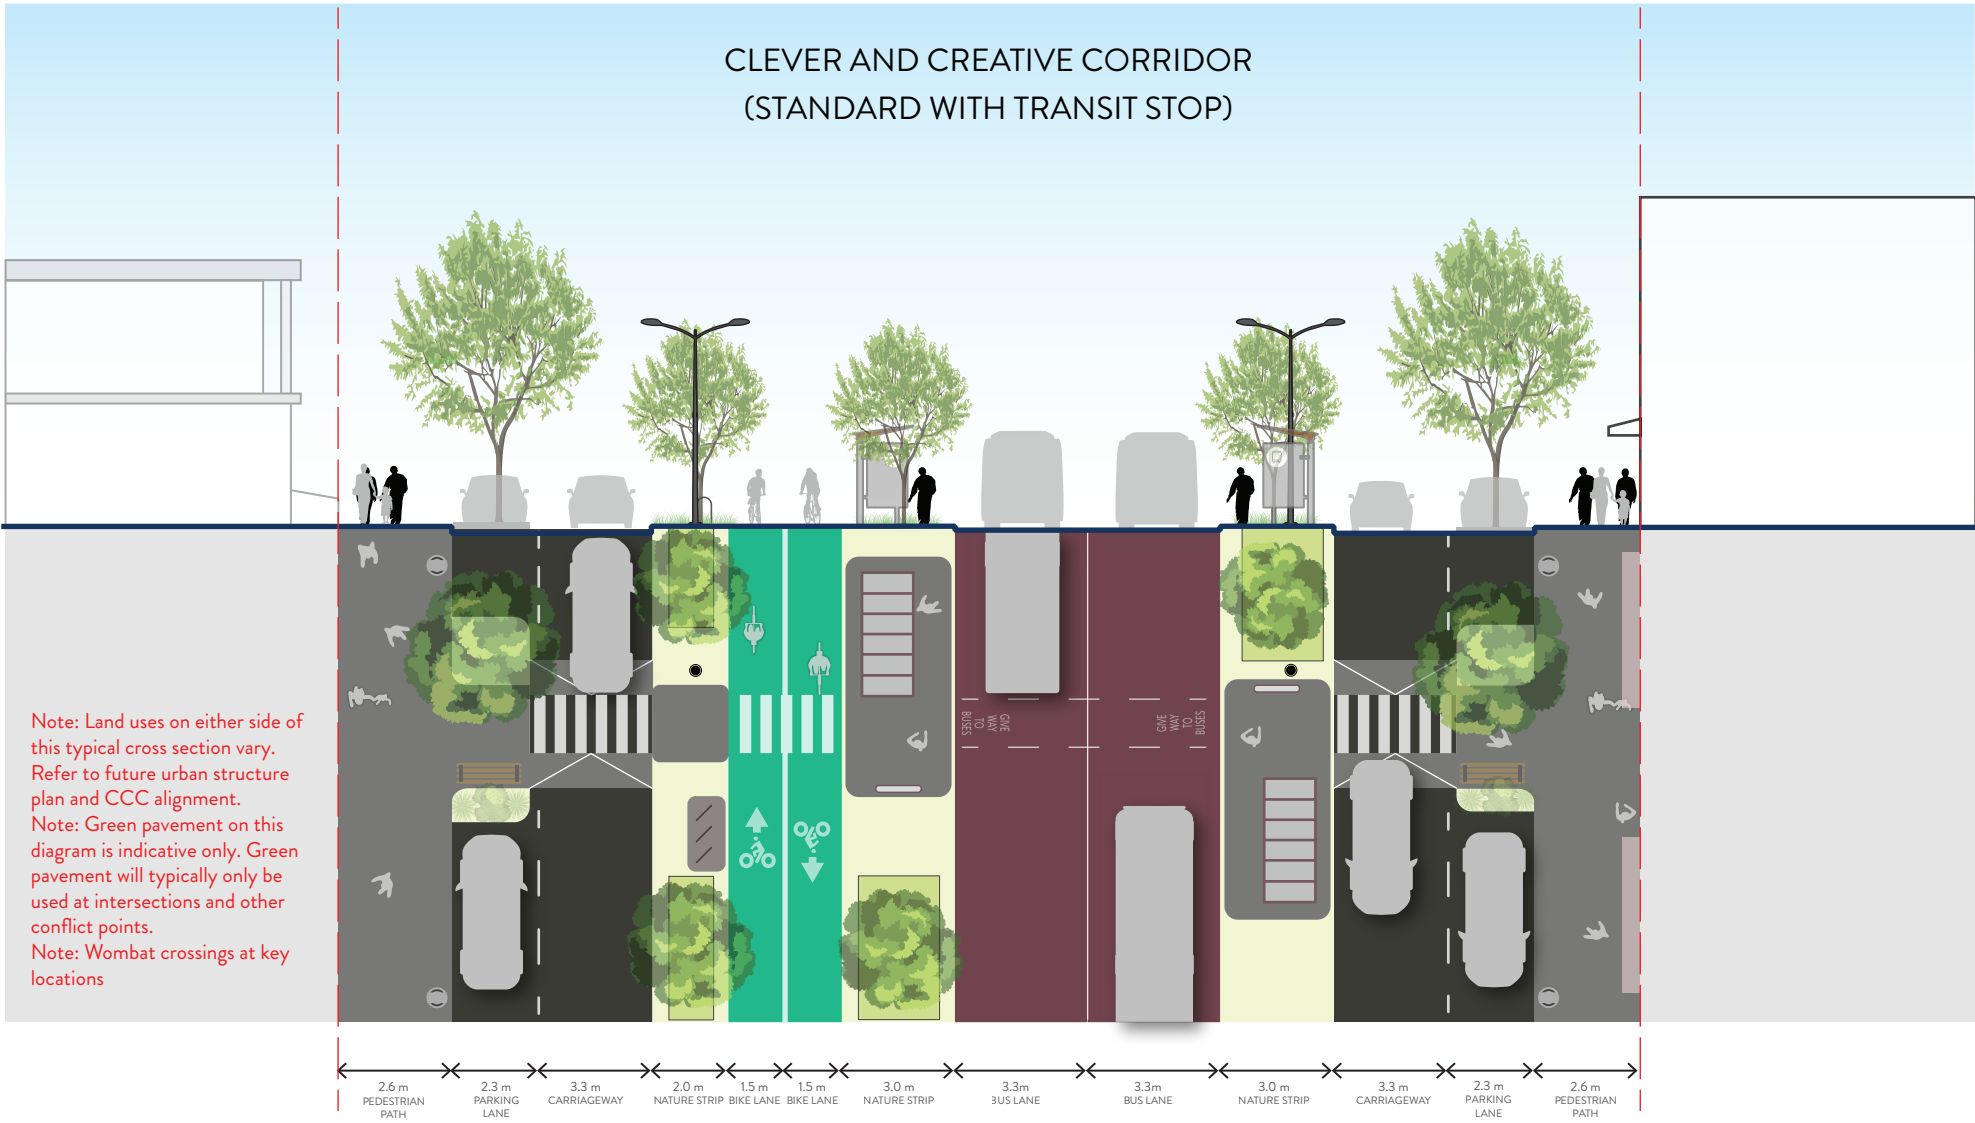 CLEVER AND CREATIVE CORRIDOR
(STANDARD WITH TRANSIT STOP)
Note: Land uses on either side of
this typical cross section vary.
Refer to future urban structure
plan and CCC alignment.
Note: Green pavement on this
diagram is indicative only. Green
pavement will typically only be
used at intersections and other
conflict points.
Note: Wombat crossings at key
locations
GIVE
WAY
TO
BUSES
GIVE
WAY
TO
BUSES
2.6 m
PEDESTRIAN
PATH
2.3 m
PARKING
LANE
3.3 m
CARRIAGEWAY
2.0 m
NATURE STRIP
1.5 m
BIKE LANE
1.5 m
BIKE LANE
3.0 m
NATURE STRIP
3.3m
BUS LANE
3.3m
BUS LANE
3.0 m
NATURE STRIP
3.3 m
CARRIAGEWAY
2.3 m
PARKING
LANE
2.6 m
PEDESTRIAN
PATH